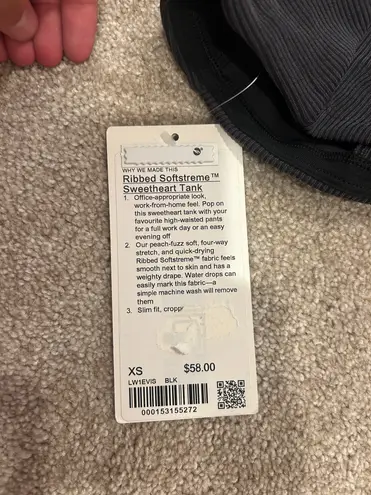 WHY WE MADE THIS
Ribbed Softstreme™
Sweetheart Tank
1. Office-appropriate look,
work-from-home feel. Pop on
this sweetheart tank with your
favourite high-waisted pants
for a full work day or an easy
evening off
2. Our peach-fuzz soft, four-way
stretch, and quick-drying
Ribbed Softstreme™ fabric feels
smooth next to skin and has a
weighty drape. Water drops can
easily mark this fabric—a
simple machine wash will remove
them
3. Slim fit,
XS $58.00
LW1EVIS BLK
000153155272